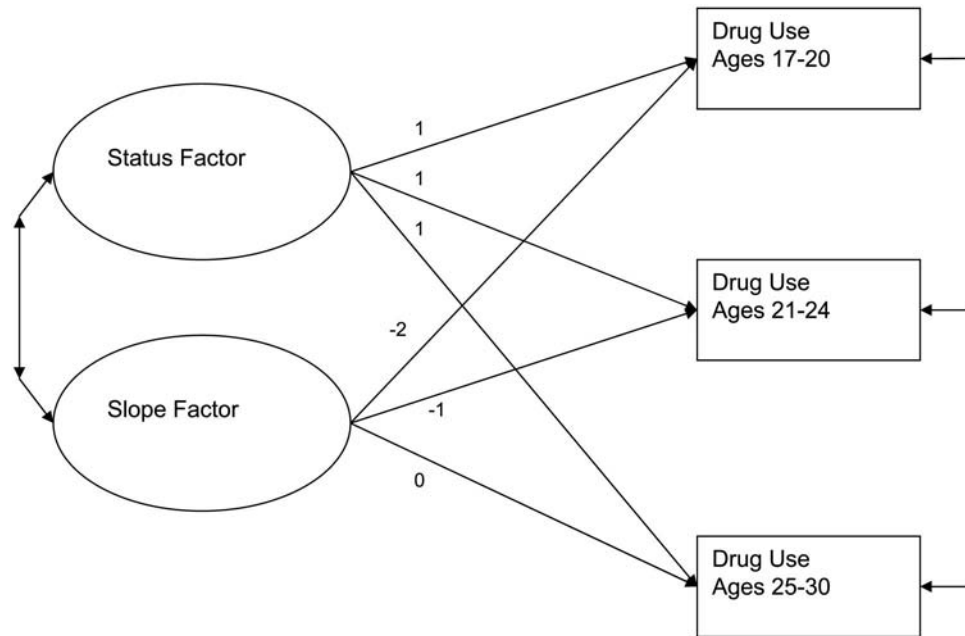 Drug Use
Ages 17-20
Status Factor
1
1
1
Drug Use
Ages 21-24
-2
Slope Factor
-1
0
Drug Use
Ages 25-30